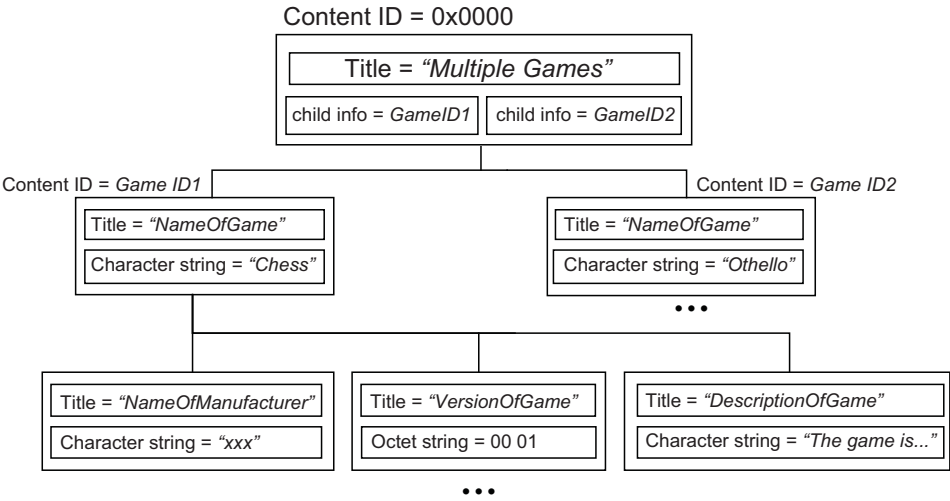 Content ID = 0x0000
Title = “Multiple Games”
child info = GameID1
child info = GameID2
Content ID = Game ID1
Content ID = Game ID2
Title = “NameOfGame”
Title = “NameOfGame”
Character string = “Chess”
Character string = “Othello”
•••
Title = “NameOfManufacturer”
Title = “VersionOfGame”
Title = “DescriptionOfGame”
Character string = “xxx”
Octet string = 00 01
Character string = “The game is...”
•••